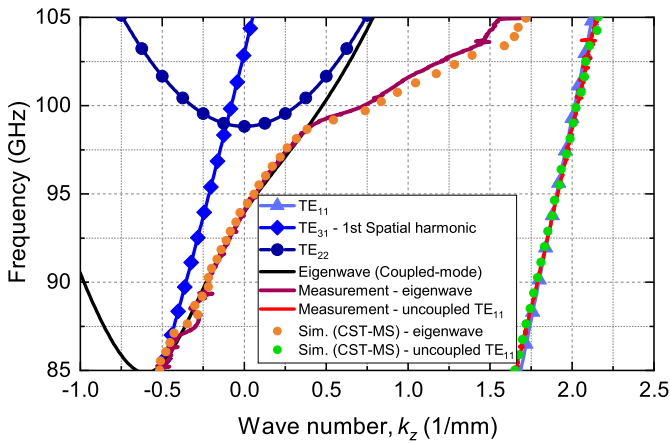 105
100
95
90
85
Frequency (GHz)
TE11
TE31 - 1st Spatial harmonic
TE22
Eigenwave (Coupled-mode)
Measurement - eigenwave
Measurement - uncoupled TE11
Sim. (CST-MS) - eigenwave
Sim. (CST-MS) - uncoupled TE11
-1.0 -0.5 0.0 0.5 1.0 1.5 2.0 2.5
Wave number, kz (1/mm)